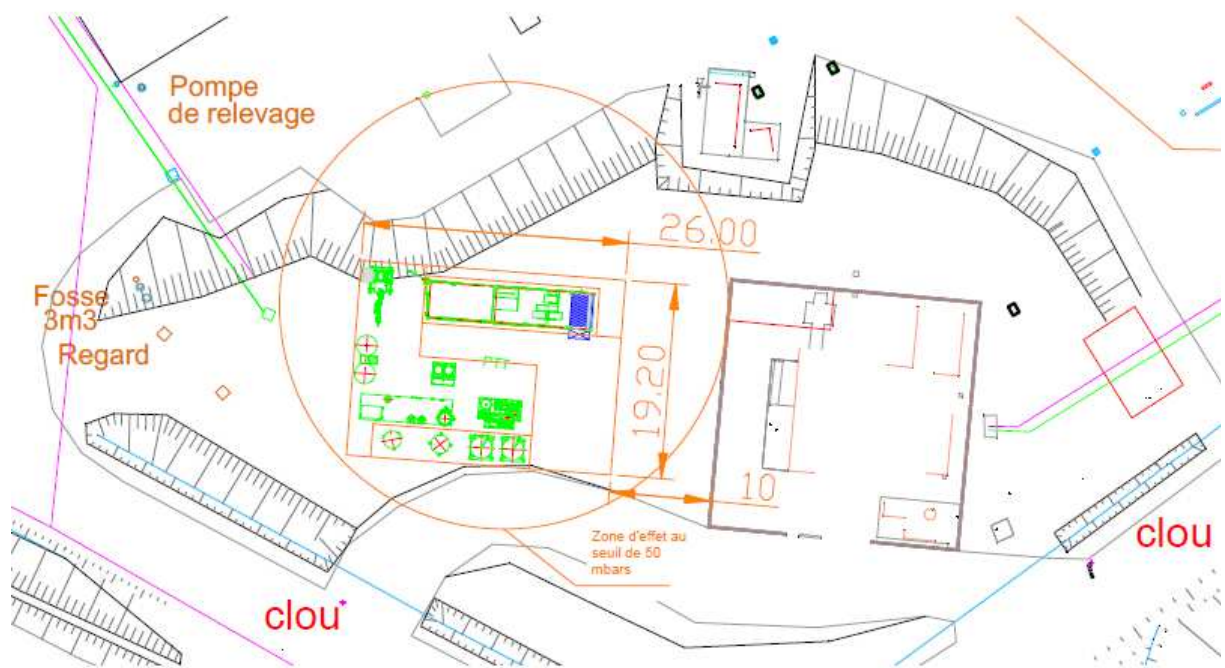 Pompe
de relevage
26.00
Fosse
3m3
Regard
19.20
10
Zone d'effet au
seuil de 50
mbars
clou
clou